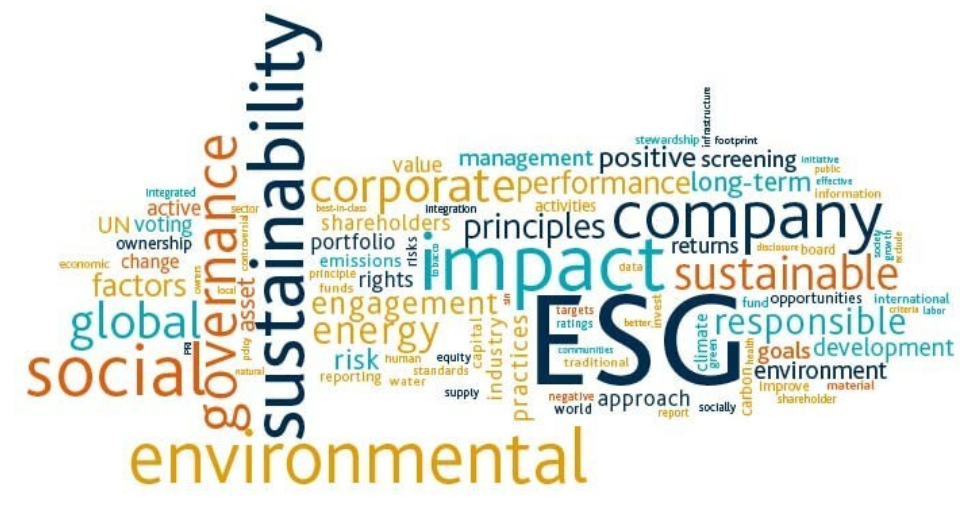 sustainability
infrastructure
stewardship
footprint
value
management
positive
screening
initiative
public
governance
corporate
performance
long-term
effective
information
integrated
active
sector
best-in-class
integration
activities
company
UN
voting
shareholders
principles
ownership
controversial
portfolio
risks
returns
disclosure
board
society
growth
exclude
economic
change
emissions
tobacco
impact
data
sustainable
factors
owners
local
asset
principle
rights
funds
engagement
sin
targets
ratings
better
invest
fund
opportunities
international
criteria
labor
global
energy
capital
industry
practices
ESG
climate
green
responsible
PRI
policy
natural
risk
human
equity
standards
communities
traditional
health
goals
development
social
reporting
water
supply
carbon
environment
improve
material
shareholder
negative
world
approach
report
socially
environmental